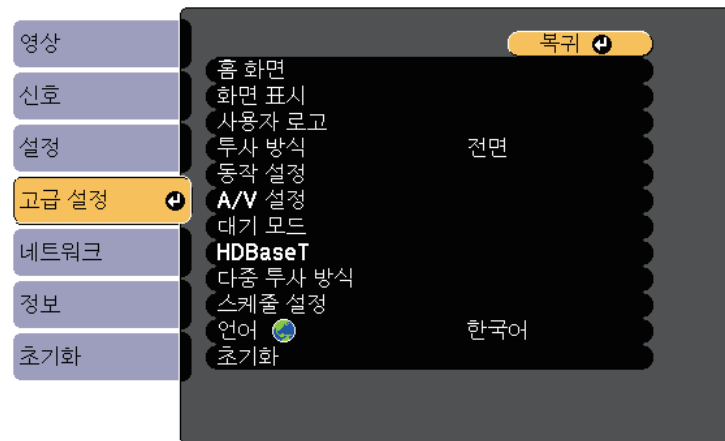 영상
신호
설정
고급 설정
네트워크
정보
초기화
복귀
홈 화면
화면 표시
사용자 로고
투사 방식 전면
동작 설정
A/V 설정
대기 모드
HDBaseT
다중 투사 방식
스케줄 설정
언어 한국어
초기화